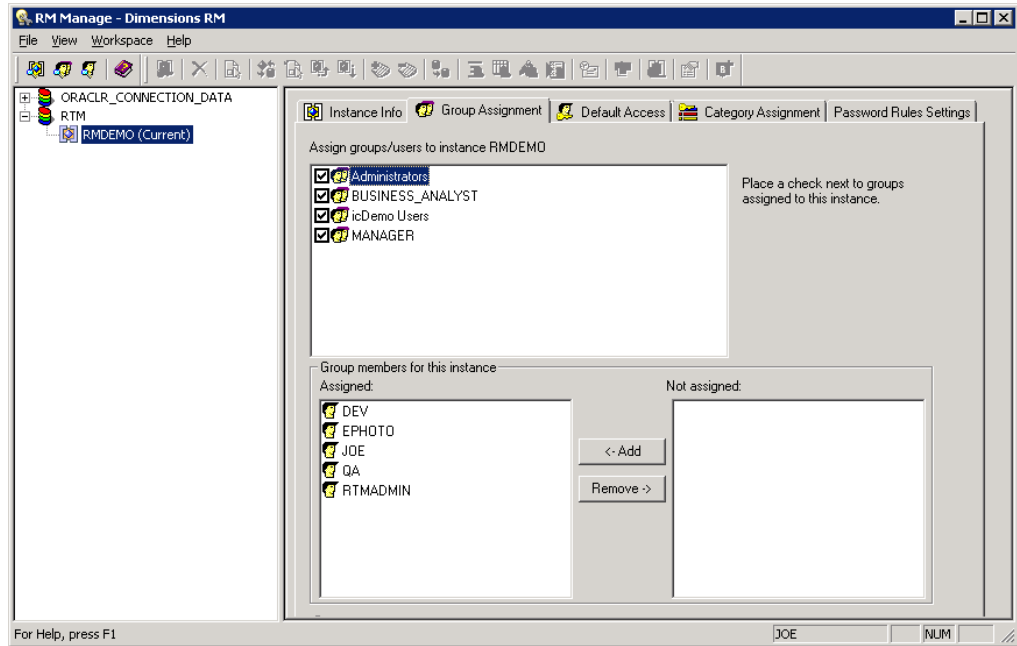 RM Manage - Dimensions RM
File View Workspace Help
ORACLR_CONNECTION_DATA
RTM
RMDEMO (Current)
Instance Info Group Assignment Default Access Category Assignment Password Rules Settings
Assign groups/users to instance RMDEMO
Administrators
BUSINESS_ANALYST
icDemo Users
MANAGER
Place a check next to groups
assigned to this instance.
Group members for this instance
Assigned: Not assigned:
DEV
EPHOTO
JOE
QA
RTMADMIN
<- Add
Remove ->
For Help, press F1 JOE NUM